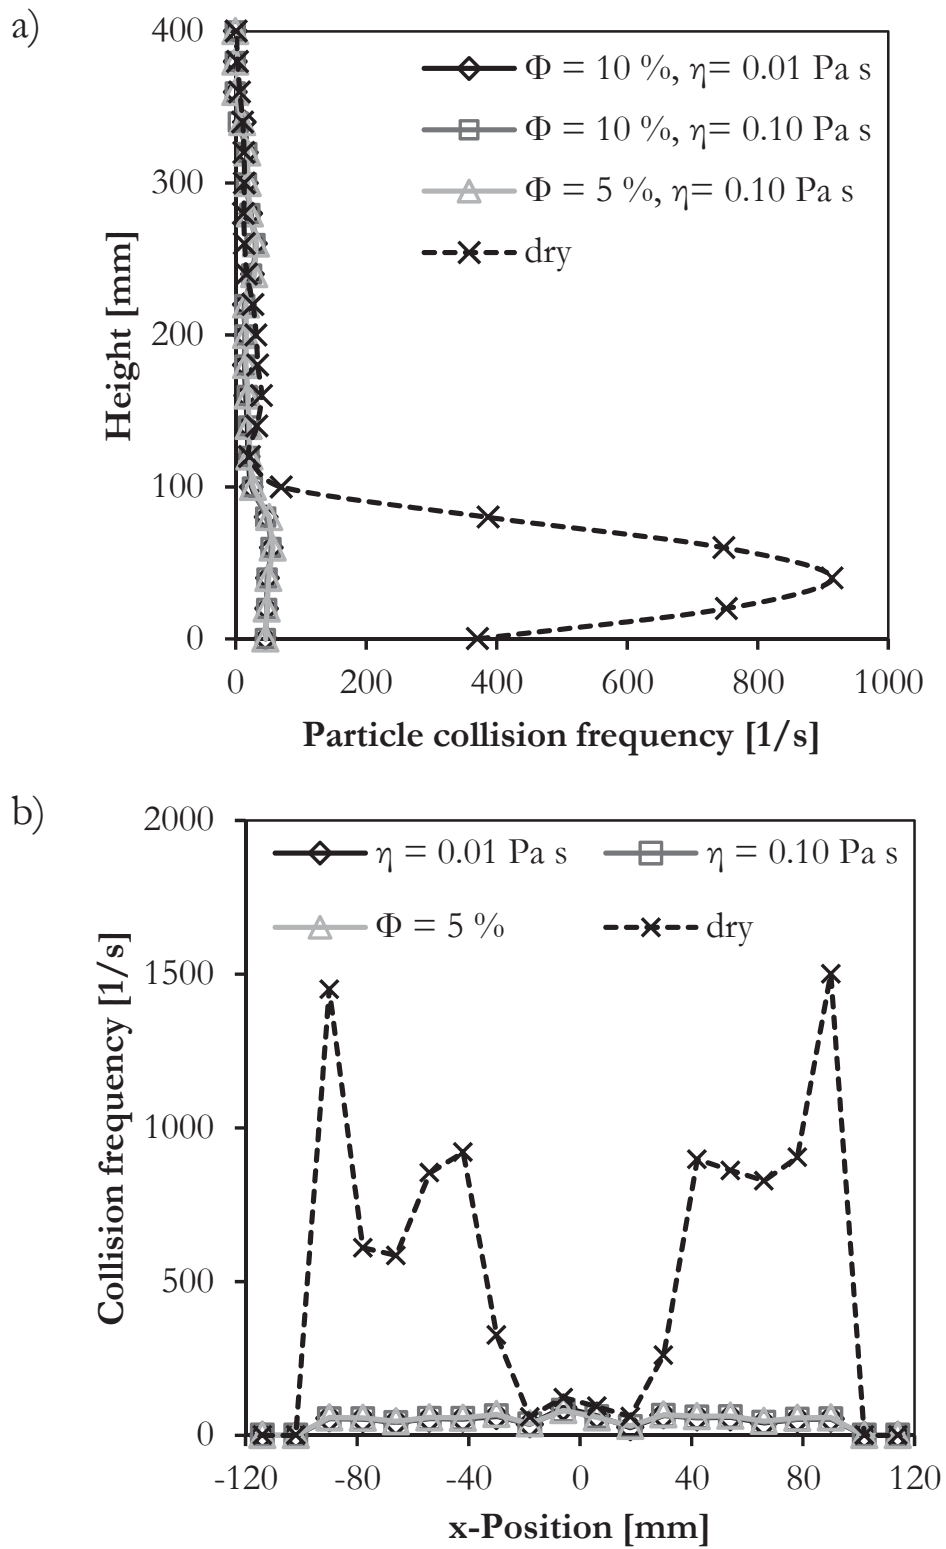 a)
400
300
200
100
0
Height [mm]
Φ = 10 %, η= 0.01 Pa s
Φ = 10 %, η= 0.10 Pa s
Φ = 5 %, η= 0.10 Pa s
dry
0 200 400 600 800 1000
Particle collision frequency [1/s]
b)
2000
1500
1000
500
0
Collision frequency [1/s]
η = 0.01 Pa s η = 0.10 Pa s
Φ = 5 % dry
-120 -80 -40 0 40 80 120
x-Position [mm]